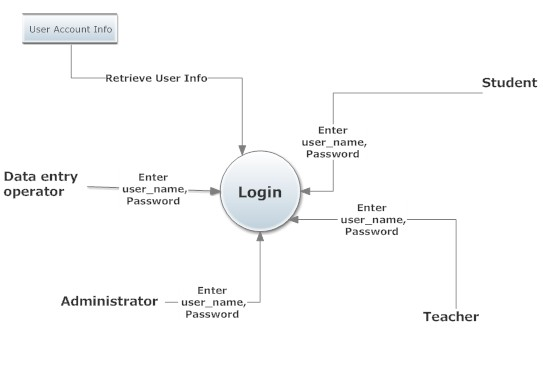 User Account Info
Retrieve User Info
Student
Enter
user_name,
Password
Data entry
operator
Enter
user_name,
Password
Login
Enter
user_name,
Password
Administrator
Enter
user_name,
Password
Teacher